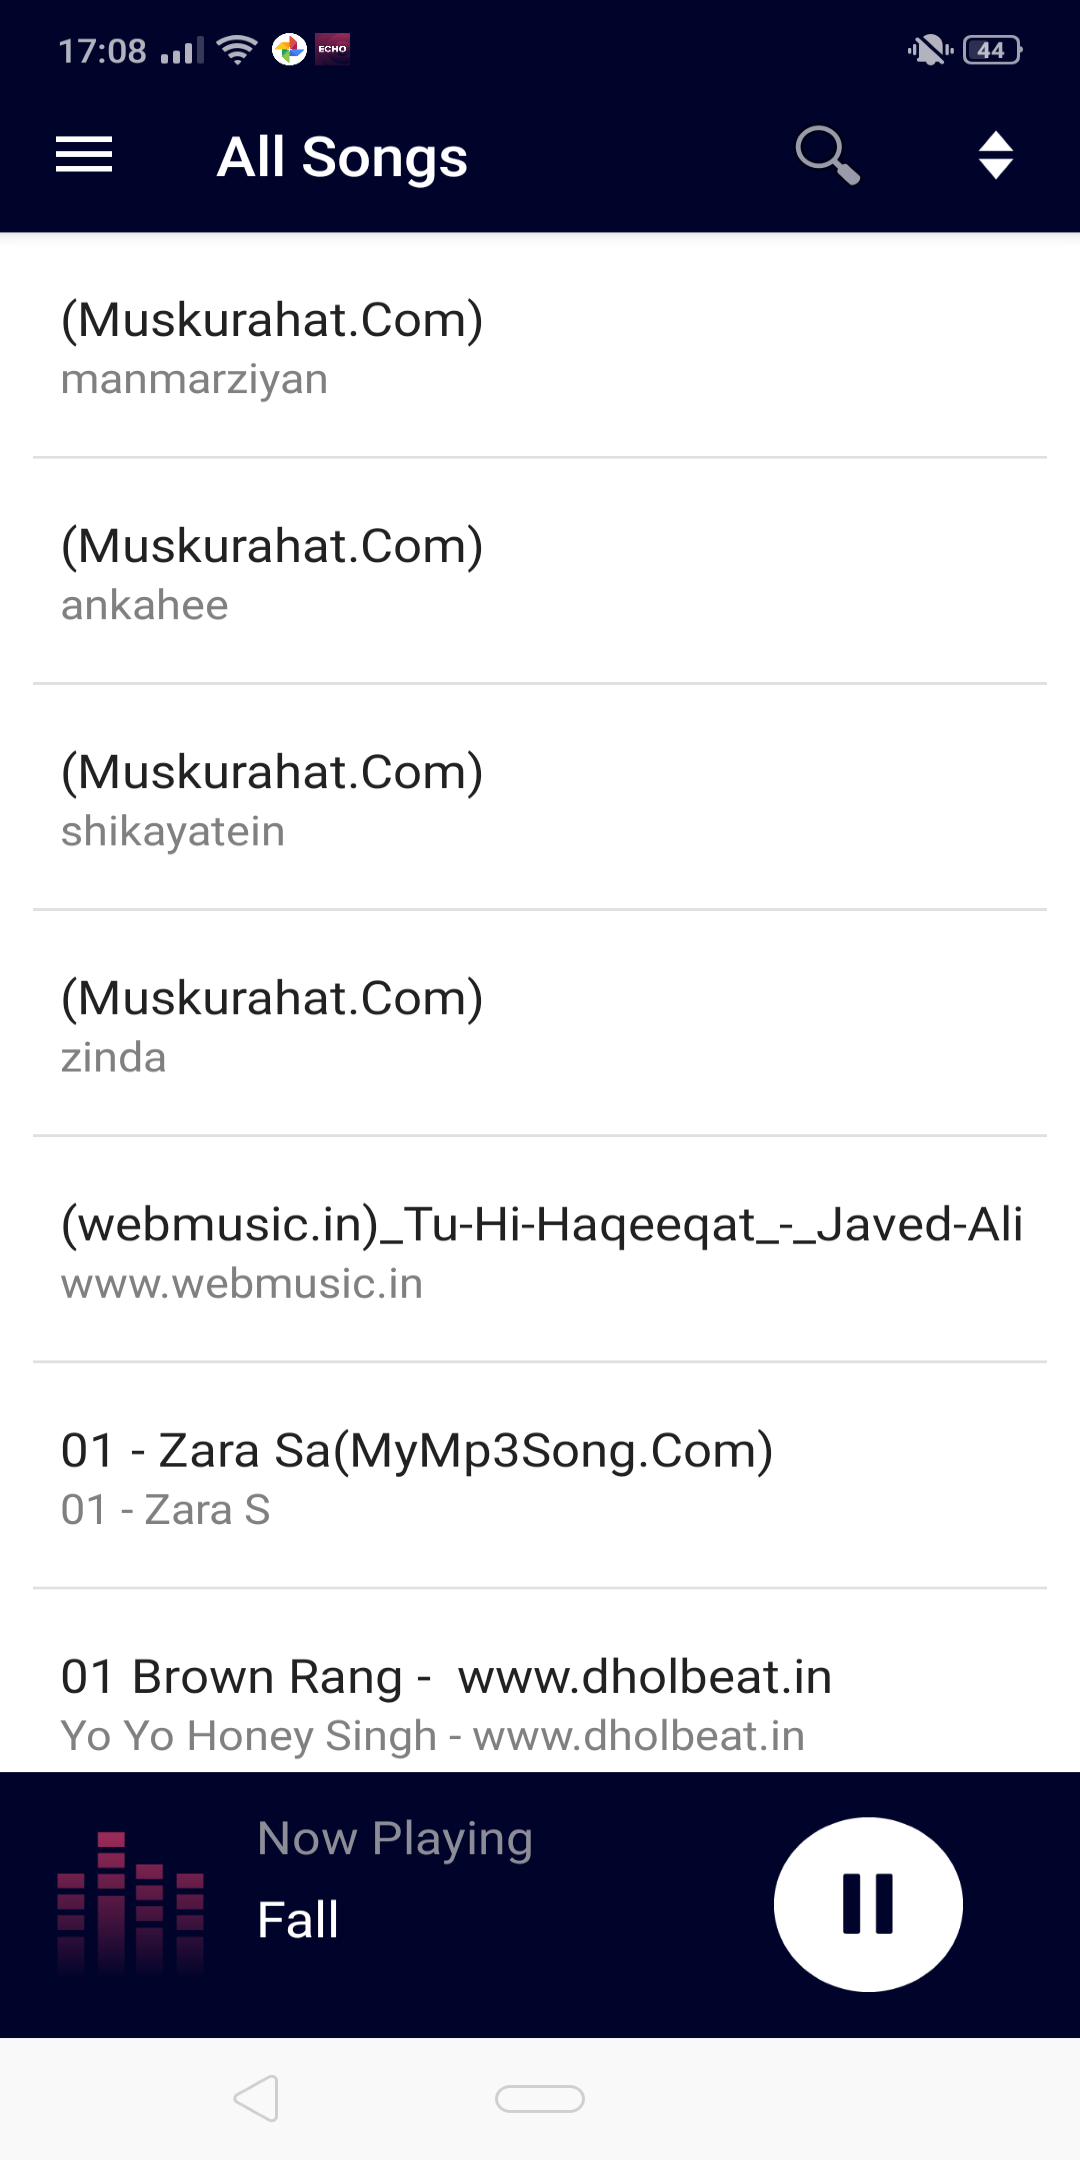 17:08 ECHO 44
All Songs
(Muskurahat.Com)
manmarziyan
(Muskurahat.Com)
ankahee
(Muskurahat.Com)
shikayatein
(Muskurahat.Com)
zinda
(webmusic.in)_Tu-Hi-Haqeeqat_-_Javed-Ali
www.webmusic.in
01 - Zara Sa(MyMp3Song.Com)
01 - Zara S
01 Brown Rang -  www.dholbeat.in
Yo Yo Honey Singh - www.dholbeat.in
Now Playing
Fall